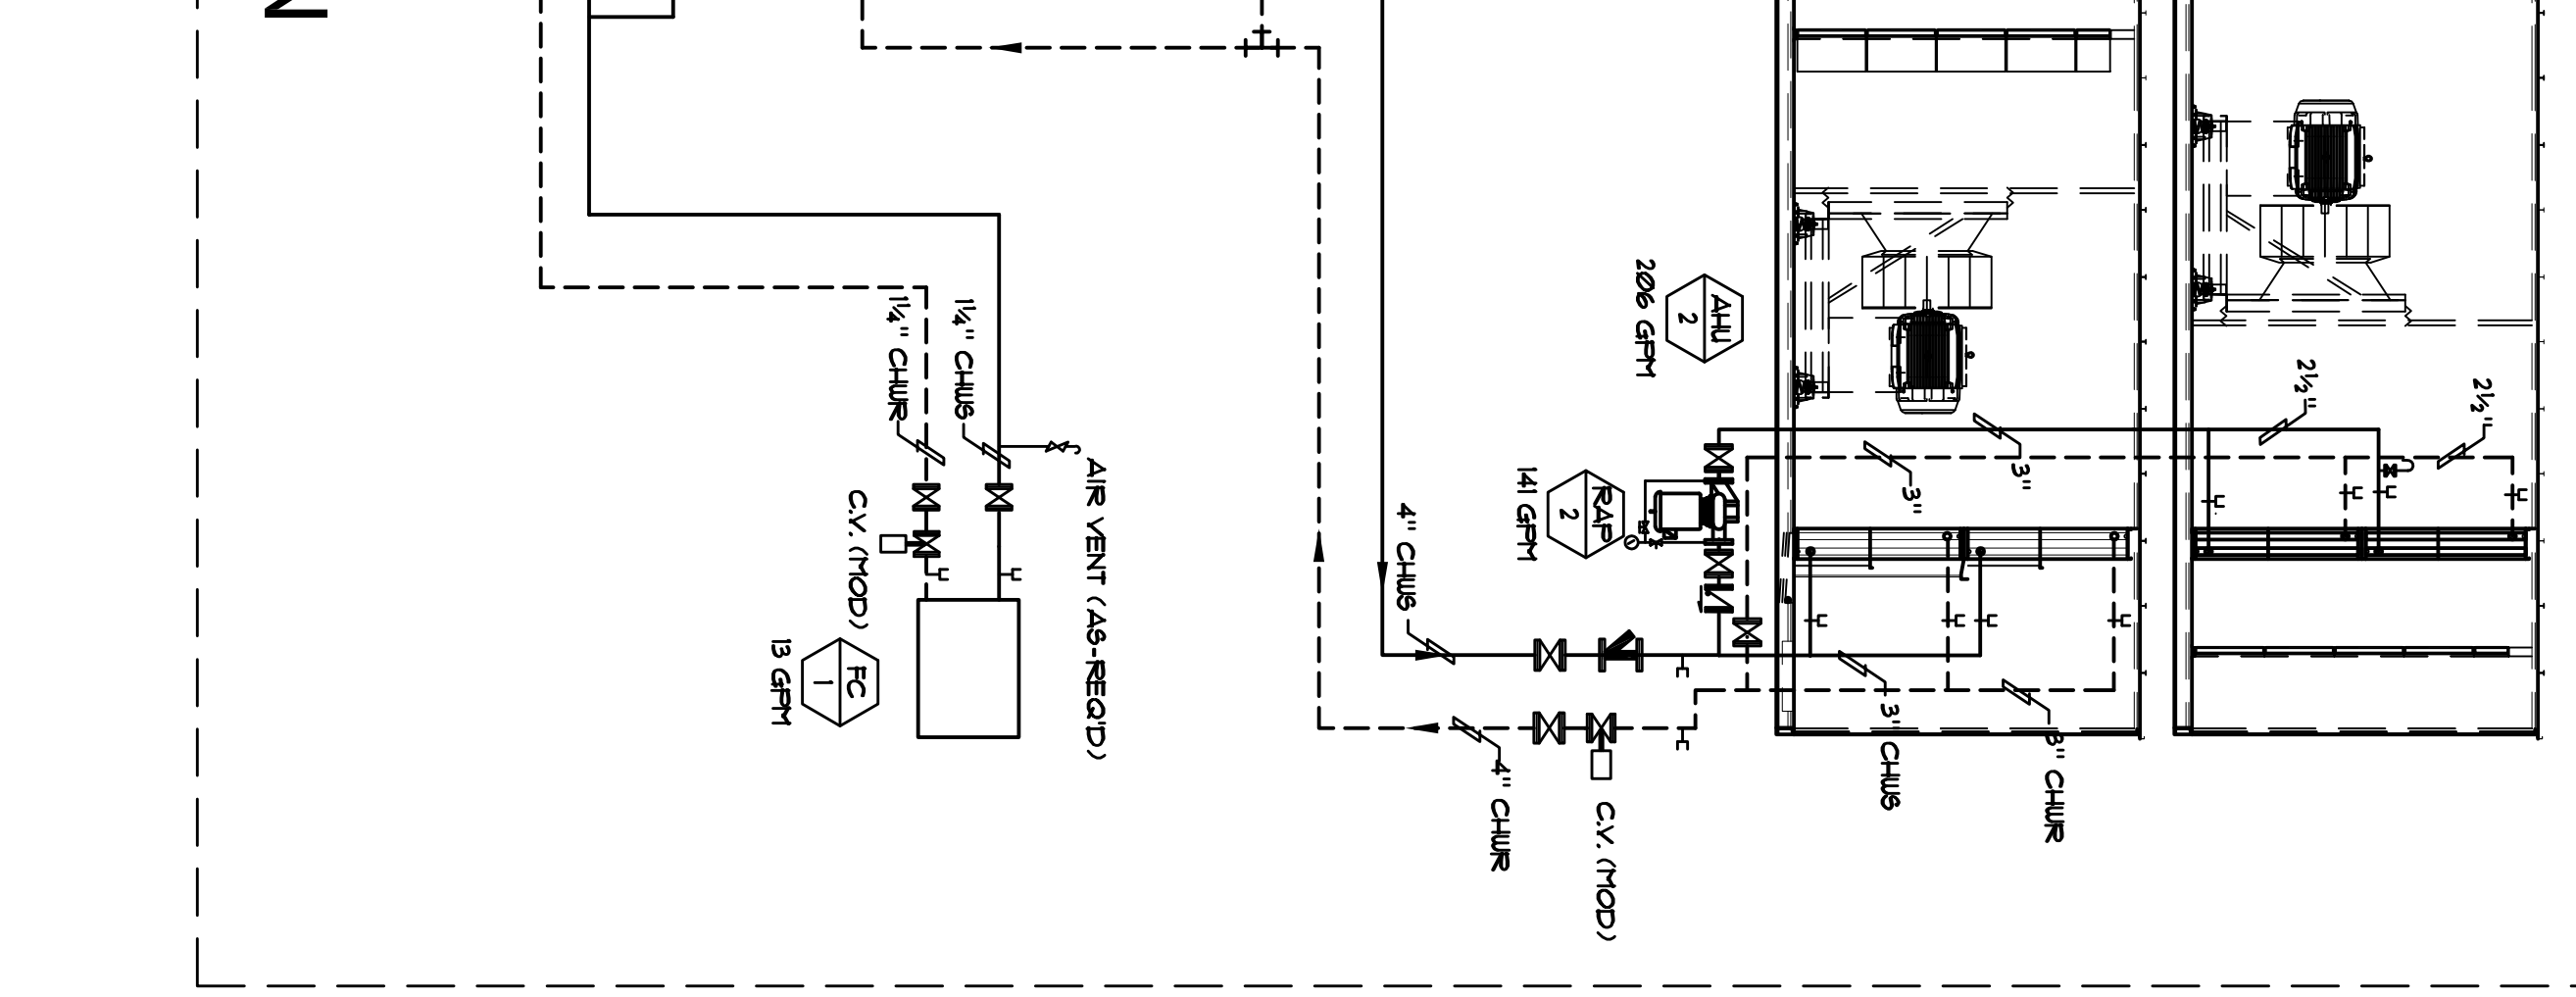 N
AHU
2
206 GPM
2½"
2½"
3"
3"
RAP
2
141 GPM
1¼" CHWS
1¼" CHWR
AIR VENT (AS-REQ'D)
C.V. (MOD)
FC
1
13 GPM
4" CHWS
4" CHWR
C.V. (MOD)
3" CHWS
3" CHWR